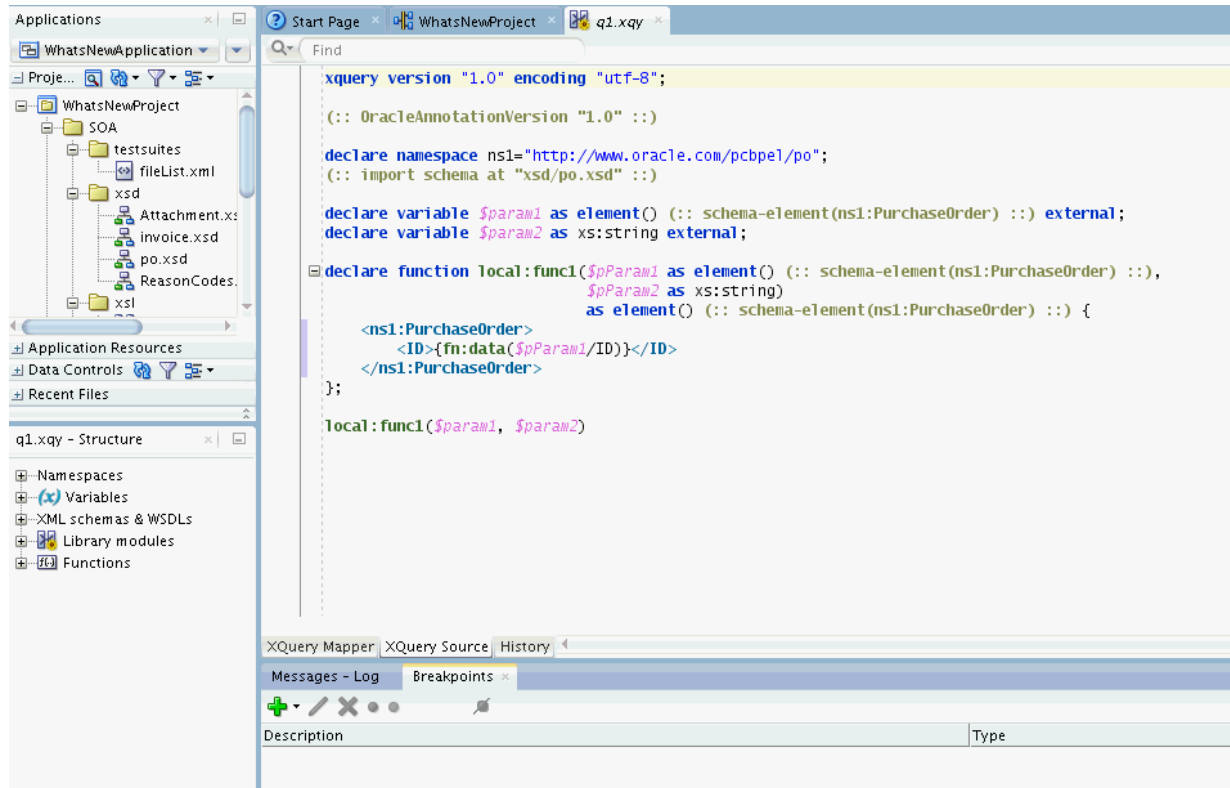 Applications
WhatsNewApplication
Proje...
WhatsNewProject
SOA
testsuites
fileList.xml
xsd
Attachment.xs
invoice.xsd
po.xsd
ReasonCodes.
xsl
Application Resources
Data Controls
Recent Files
q1.xqy - Structure
Namespaces
(x) Variables
XML schemas & WSDLs
Library modules
f(·) Functions
Start Page
WhatsNewProject
q1.xqy
Find
xquery version "1.0" encoding "utf-8";
(:: OracleAnnotationVersion "1.0" ::)
declare namespace ns1="http://www.oracle.com/pcbpel/po";
(:: import schema at "xsd/po.xsd" ::)
declare variable $param1 as element() (:: schema-element(ns1:PurchaseOrder) ::) external;
declare variable $param2 as xs:string external;
declare function local:func1($pParam1 as element() (:: schema-element(ns1:PurchaseOrder) ::),
$pParam2 as xs:string)
as element() (:: schema-element(ns1:PurchaseOrder) ::) {
<ns1:PurchaseOrder>
<ID>{fn:data($pParam1/ID)}</ID>
</ns1:PurchaseOrder>
};
local:func1($param1, $param2)
XQuery Mapper XQuery Source History
Messages - Log Breakpoints
Description Type